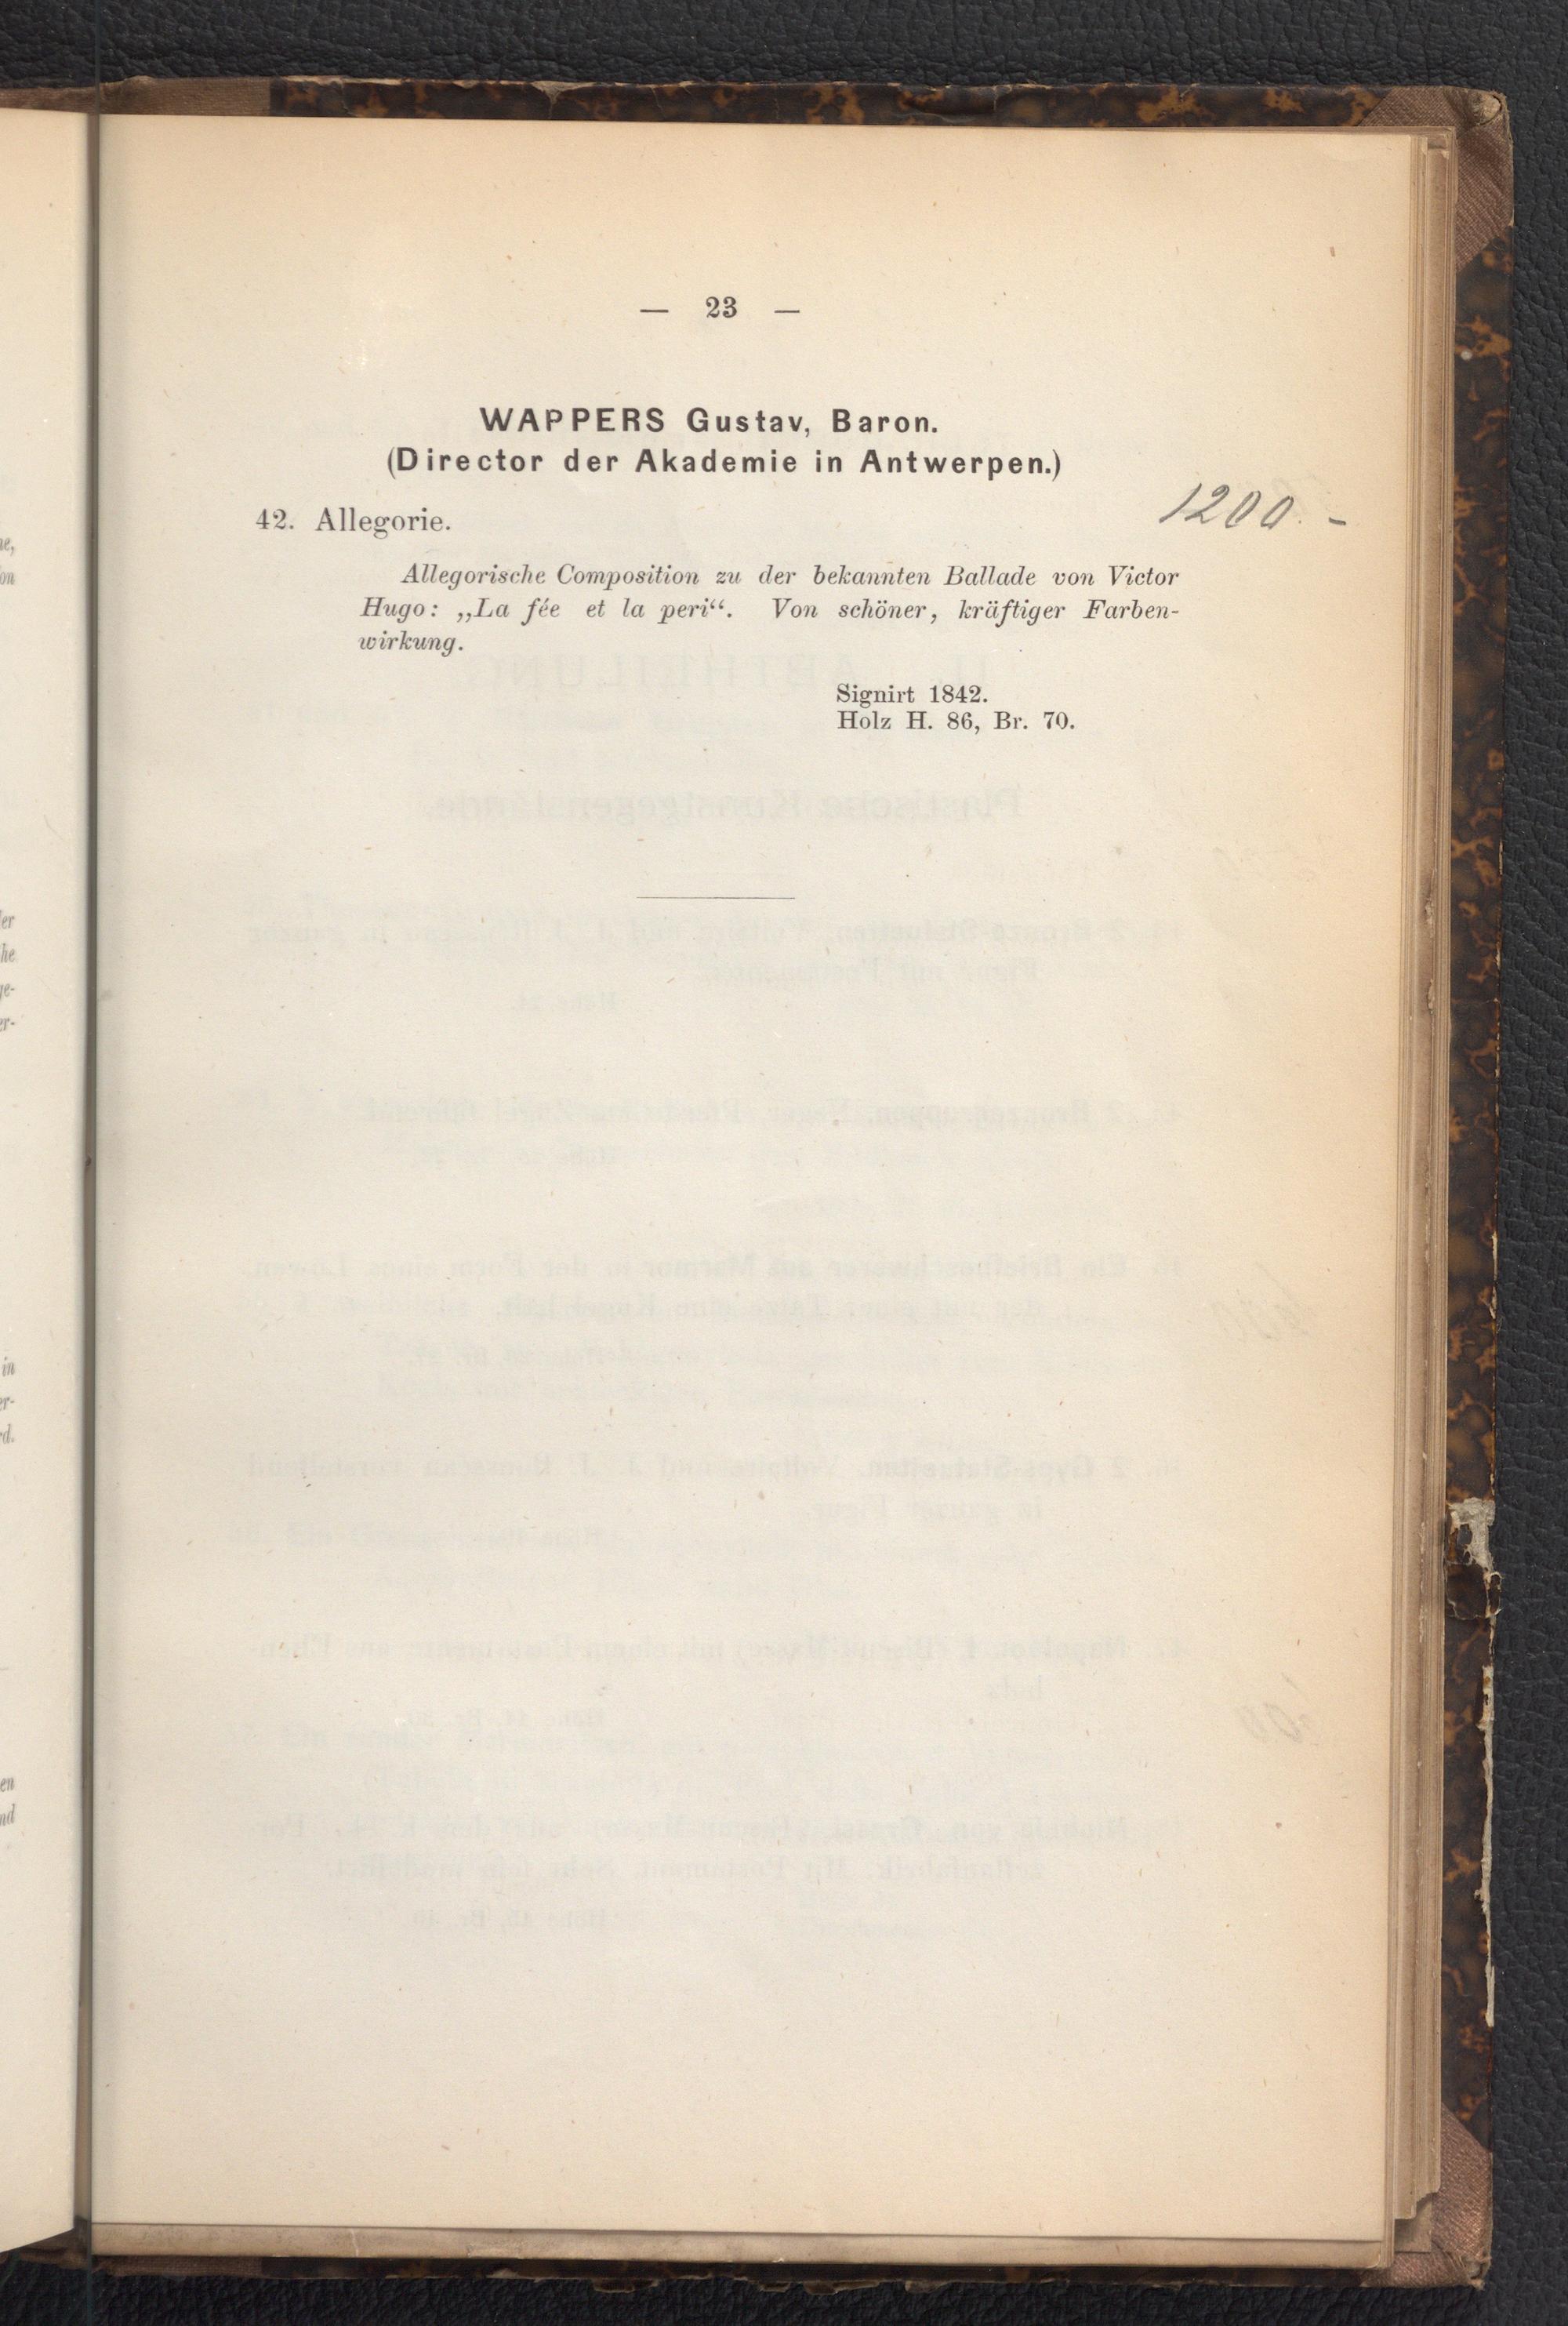 — 23 —
WAPPERS Gustav, Baron.
(Director der Akademie in Antwerpen.)
42. Allegorie. 1200.-
Allegorische Composition zu der bekannten Ballade von Victor
Hugo: „La fée et la peri“. Von schöner, kräftiger Farben-
wirkung.
Signirt 1842.
Holz H. 86, Br. 70.